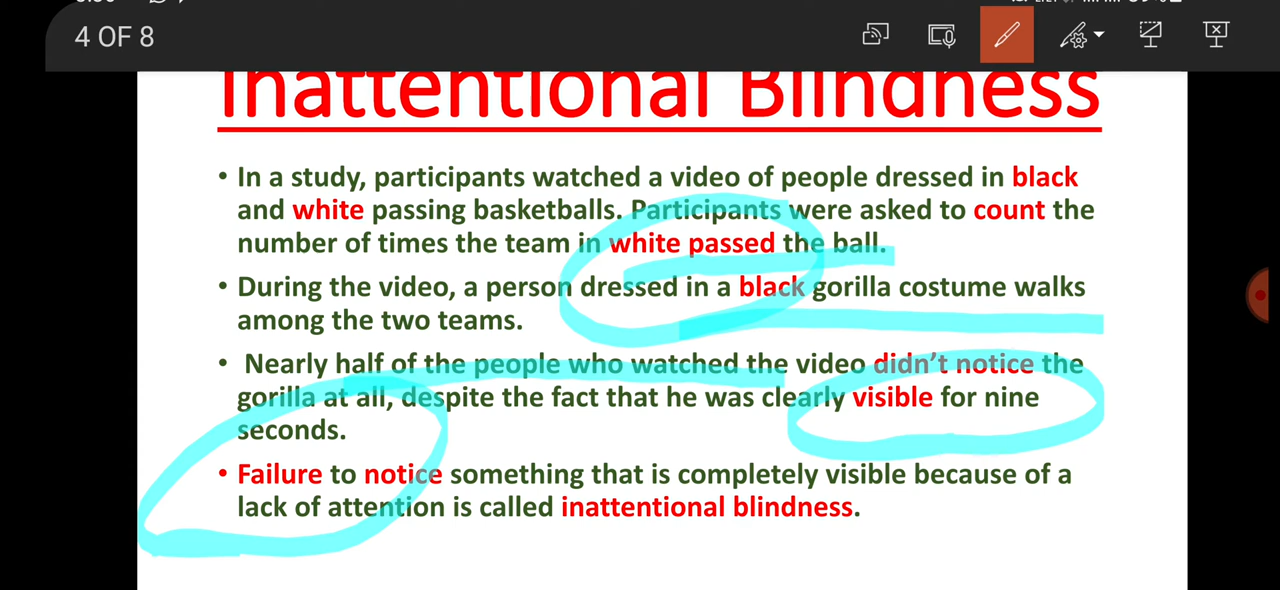 4 OF 8
Inattentional Blindness
• In a study, participants watched a video of people dressed in black
and white passing basketballs. Participants were asked to count the
number of times the team in white passed the ball.
• During the video, a person dressed in a black gorilla costume walks
among the two teams.
• Nearly half of the people who watched the video didn’t notice the
gorilla at all, despite the fact that he was clearly visible for nine
seconds.
• Failure to notice something that is completely visible because of a
lack of attention is called inattentional blindness.